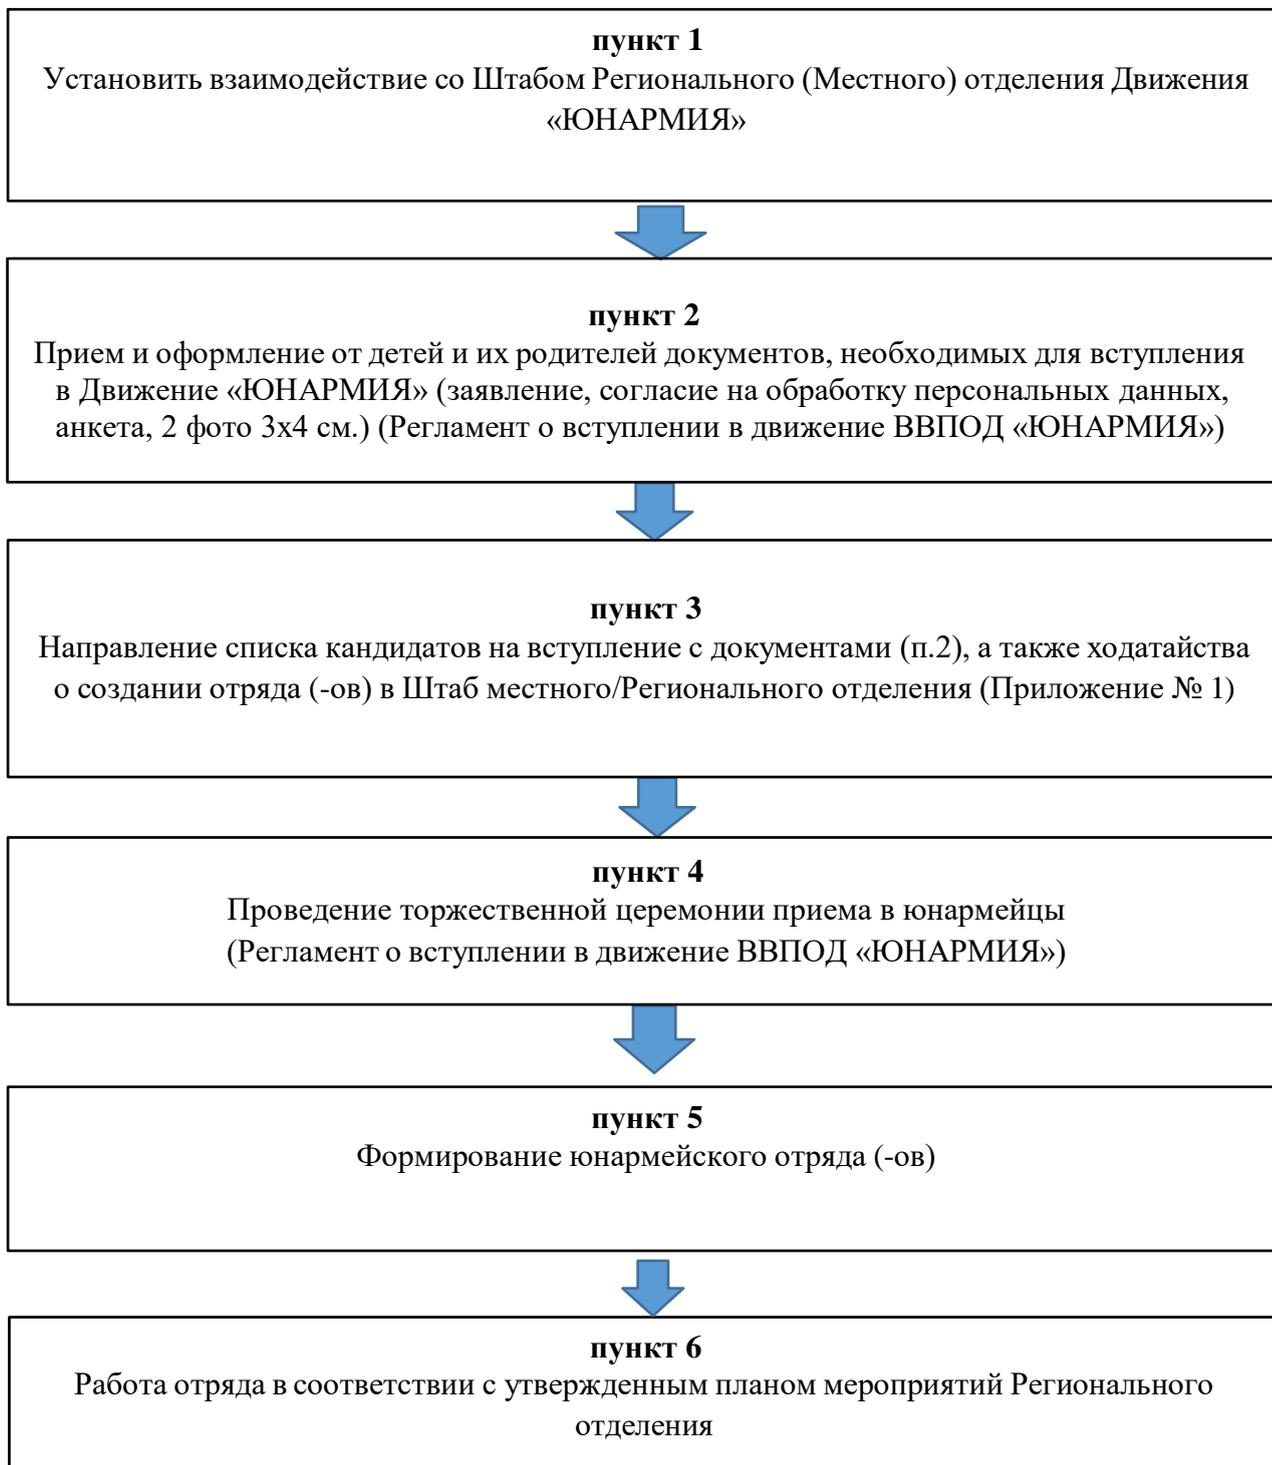 пункт 1
Установить взаимодействие со Штабом Регионального (Местного) отделения Движения
«ЮНАРМИЯ»
пункт 2
Прием и оформление от детей и их родителей документов, необходимых для вступления
в Движение «ЮНАРМИЯ» (заявление, согласие на обработку персональных данных,
анкета, 2 фото 3х4 см.) (Регламент о вступлении в движение ВВПОД «ЮНАРМИЯ»)
пункт 3
Направление списка кандидатов на вступление с документами (п.2), а также ходатайства
о создании отряда (-ов) в Штаб местного/Регионального отделения (Приложение № 1)
пункт 4
Проведение торжественной церемонии приема в юнармейцы
(Регламент о вступлении в движение ВВПОД «ЮНАРМИЯ»)
пункт 5
Формирование юнармейского отряда (-ов)
пункт 6
Работа отряда в соответствии с утвержденным планом мероприятий Регионального
отделения